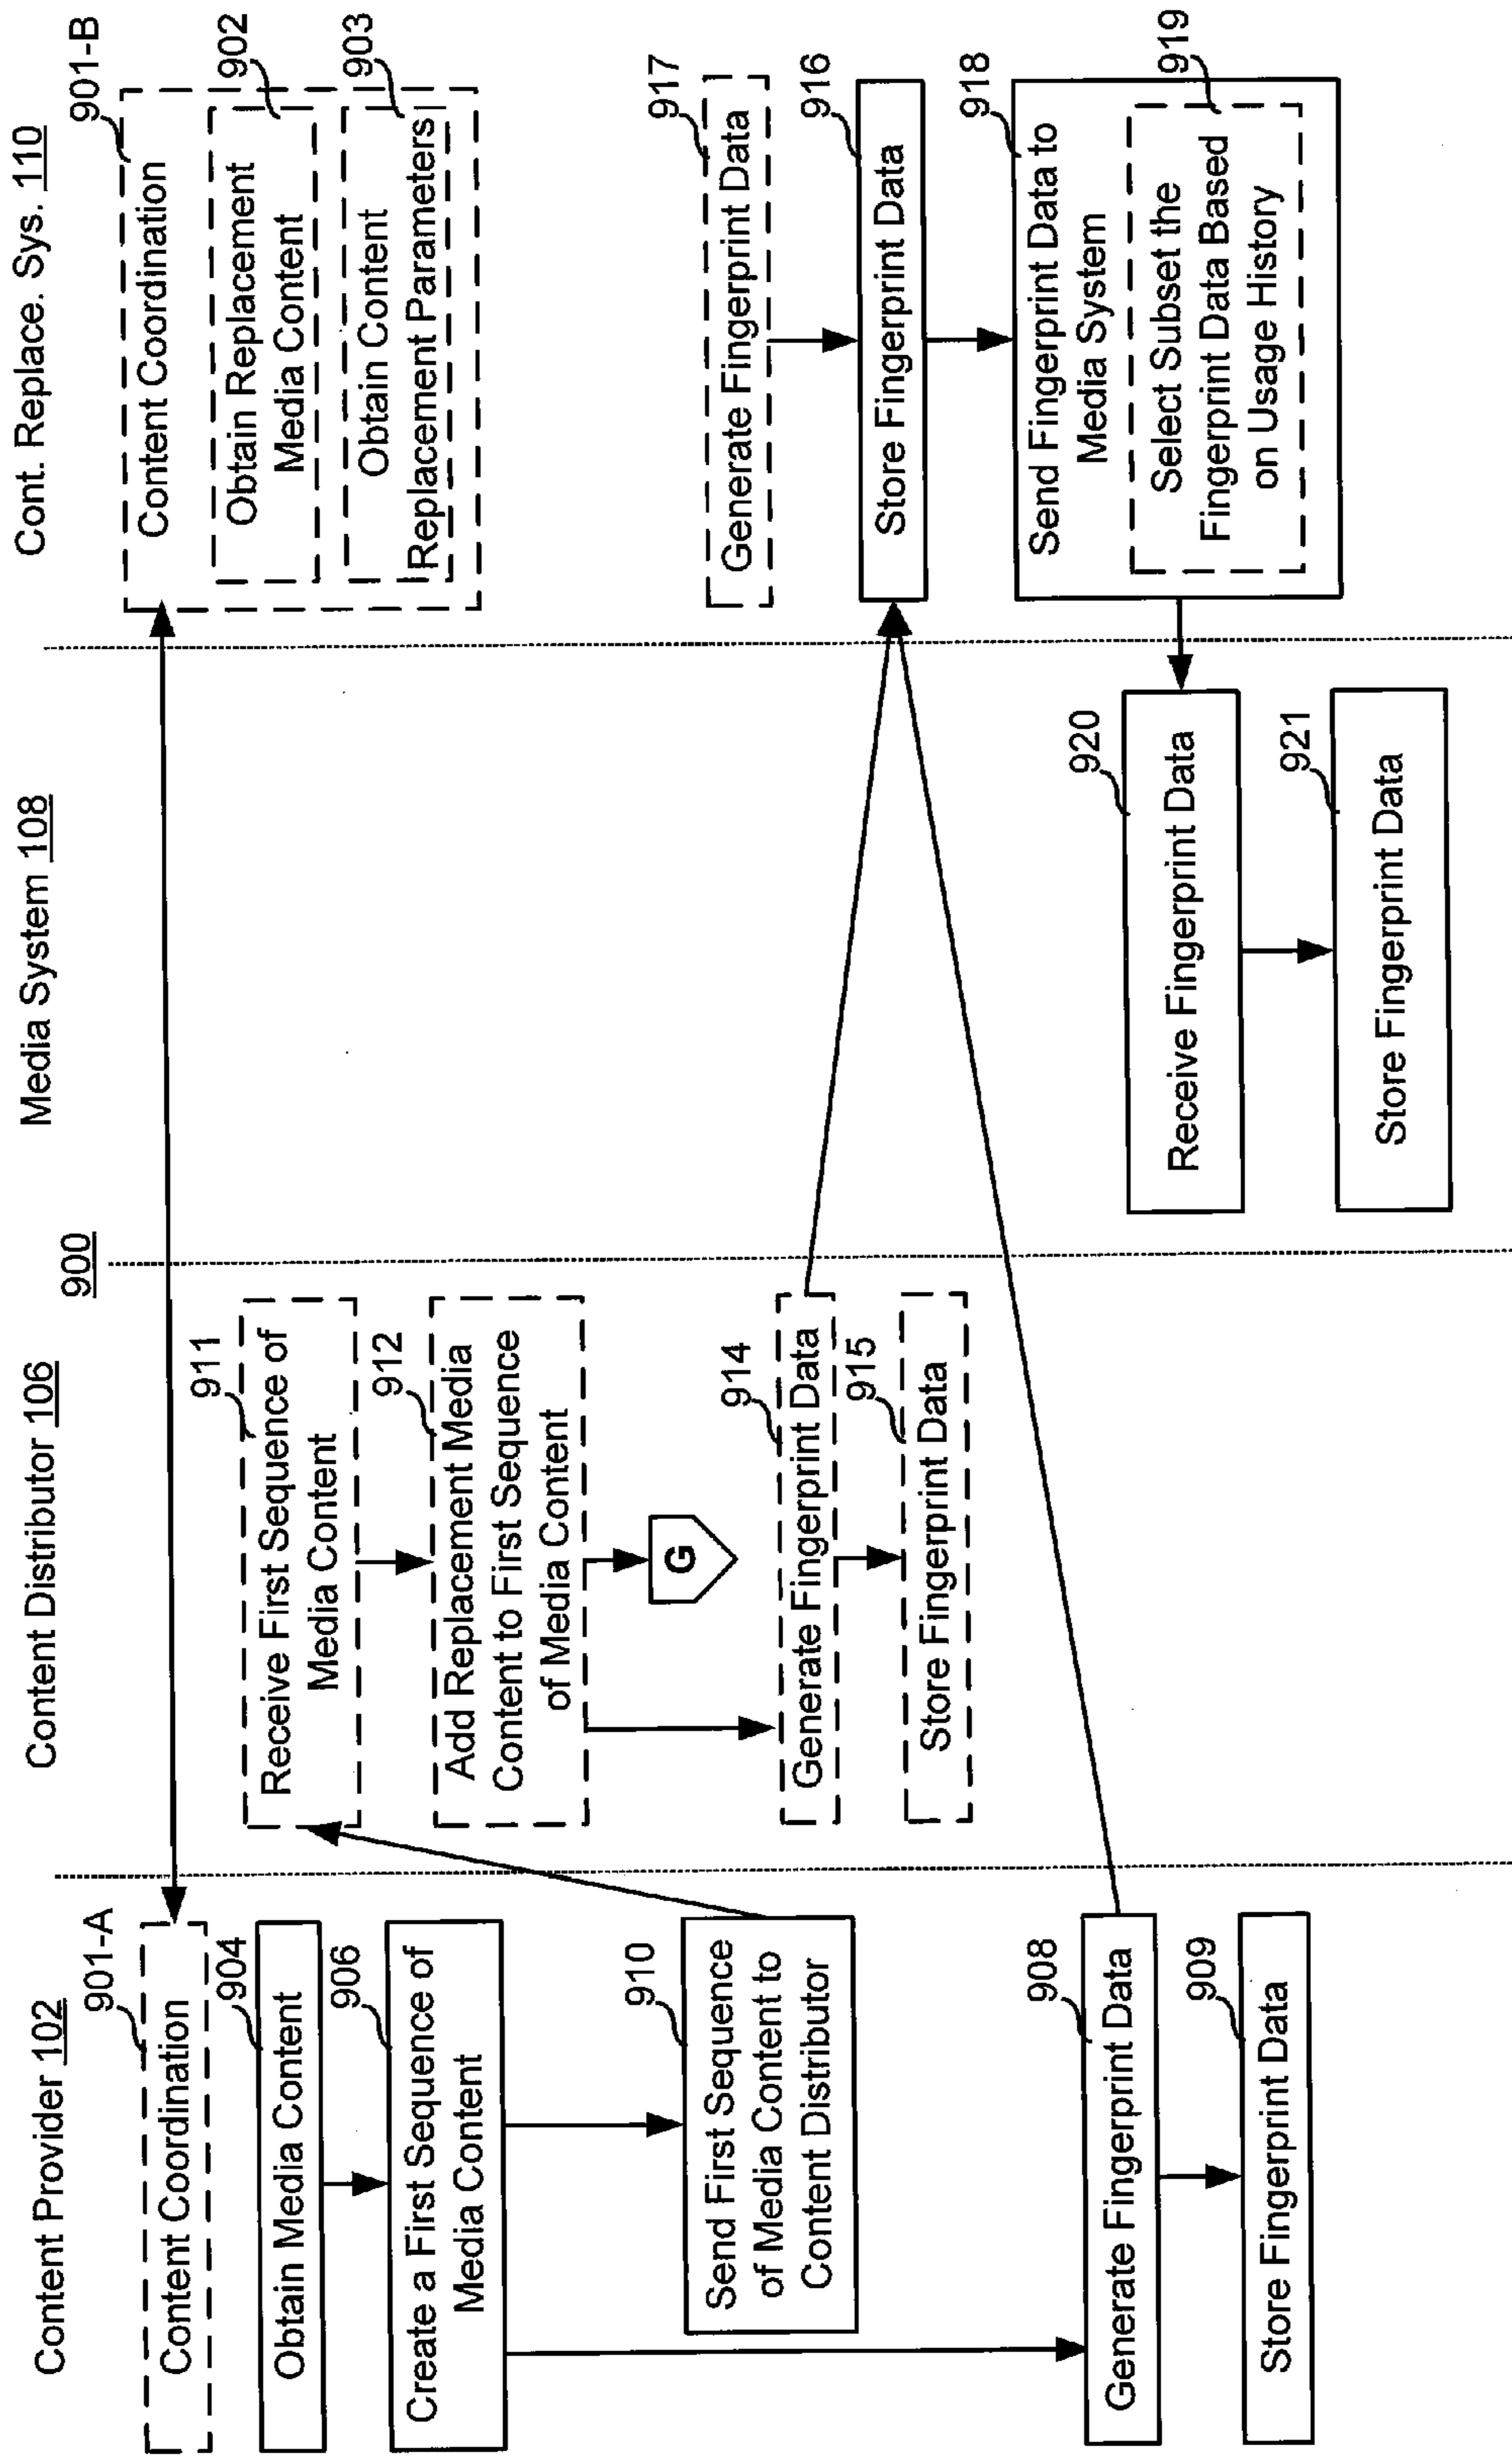 900
Content Provider 102
901-A
Content Coordination
904
Obtain Media Content
906
Create a First Sequence of
Media Content
910
Send First Sequence
of Media Content to
Content Distributor
908
Generate Fingerprint Data
909
Store Fingerprint Data
Content Distributor 106
911
Receive First Sequence of
Media Content
912
Add Replacement Media
Content to First Sequence
of Media Content
G
914
Generate Fingerprint Data
915
Store Fingerprint Data
Media System 108
920
Receive Fingerprint Data
921
Store Fingerprint Data
Cont. Replace. Sys. 110
901-B
Content Coordination
902
Obtain Replacement
Media Content
903
Obtain Content
Replacement Parameters
917
Generate Fingerprint Data
916
Store Fingerprint Data
918
Send Fingerprint Data to
Media System
919
Select Subset the
Fingerprint Data Based
on Usage History